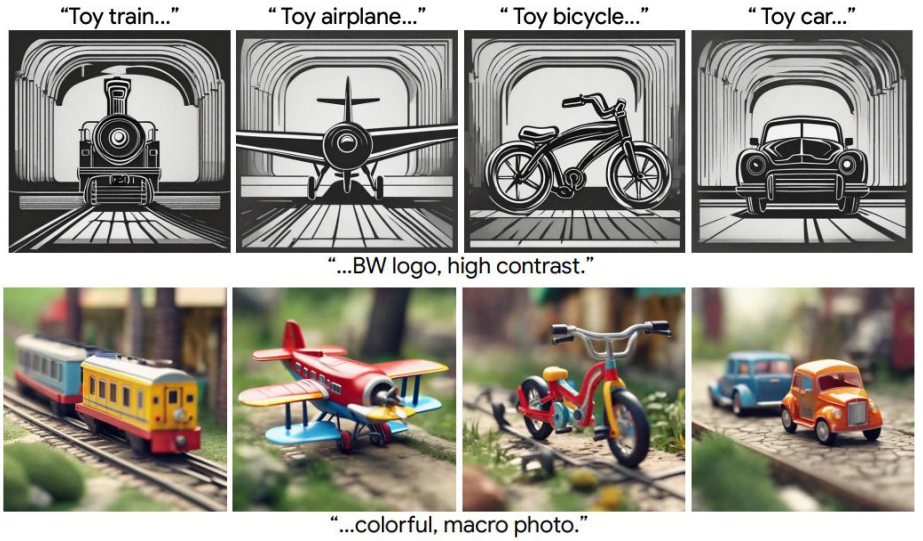 “Toy train...”
“ Toy airplane...”
“ Toy bicycle...”
“ Toy car...”
“...BW logo, high contrast.”
“...colorful, macro photo.”